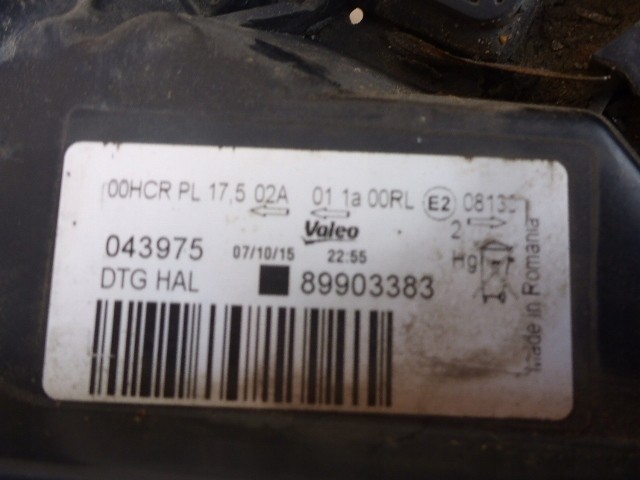 00HCR PL 17,5 02A 01 1a 00RL E2
Valeo 2
043975 07/10/15 22:55 Hg
DTG HAL 89903383
Made in Romania